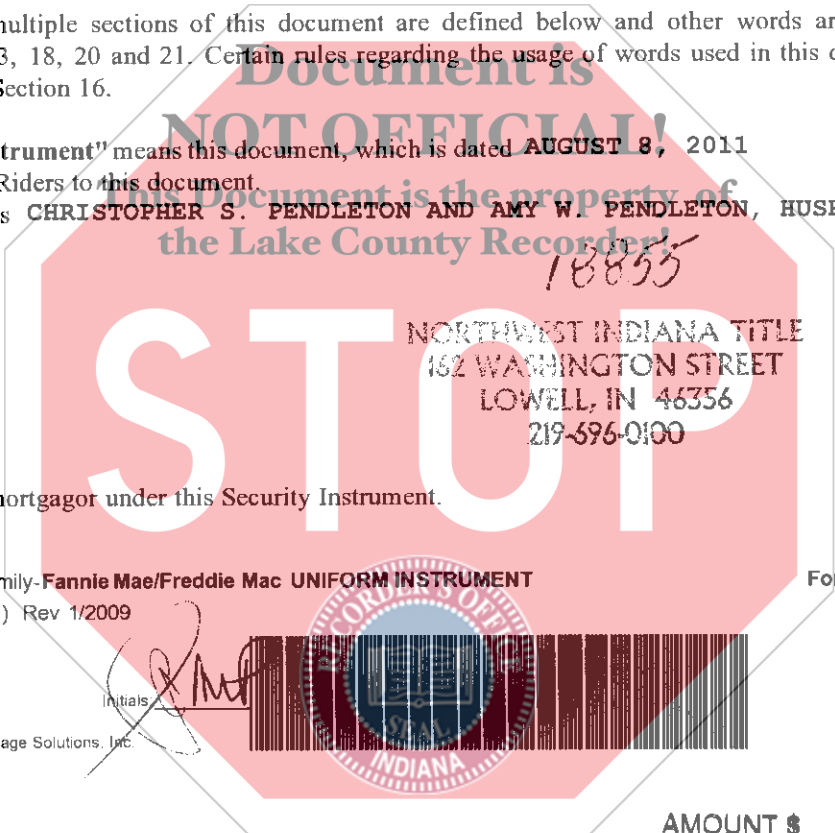 multiple sections of this document are defined below and other words ar
3, 18, 20 and 21. Certain rules regarding the usage of words used in this d
Section 16.
Document is
NOT OFFICIAL!
This Document is the property of
the Lake County Recorder!
trument" means this document, which is dated AUGUST 8, 2011
Riders to this document.
s CHRISTOPHER S. PENDLETON AND AMY W. PENDLETON, HUSB
18855
NORTHWEST INDIANA TITLE
162 WASHINGTON STREET
LOWELL, IN 46356
219-696-0100
STOP
mortgagor under this Security Instrument.
mily-Fannie Mae/Freddie Mac UNIFORM INSTRUMENT
For
) Rev 1/2009
Initials:
age Solutions, Inc.
RECORDER'S OFFICE
SEAL
INDIANA
AMOUNT $